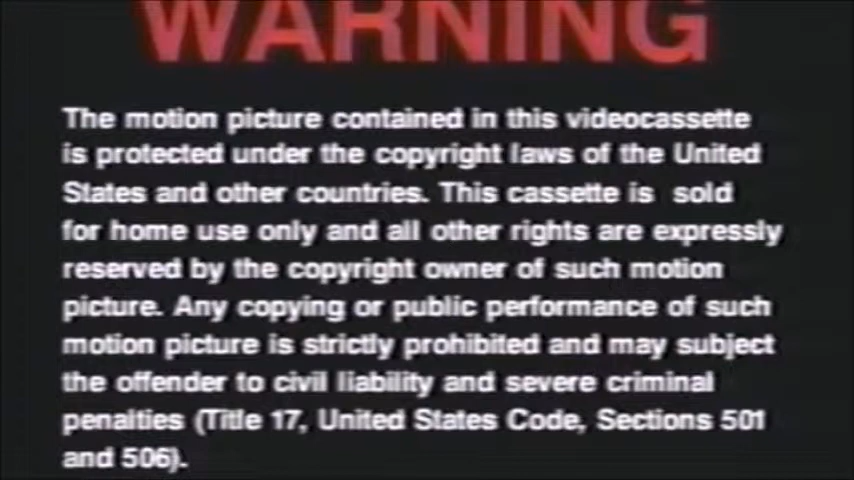 WARNING
The motion picture contained in this videocassette
is protected under the copyright laws of the United
States and other countries. This cassette is sold
for home use only and all other rights are expressly
reserved by the copyright owner of such motion
picture. Any copying or public performance of such
motion picture is strictly prohibited and may subject
the offender to civil liability and severe criminal
penalties (Title 17, United States Code, Sections 501
and 506).